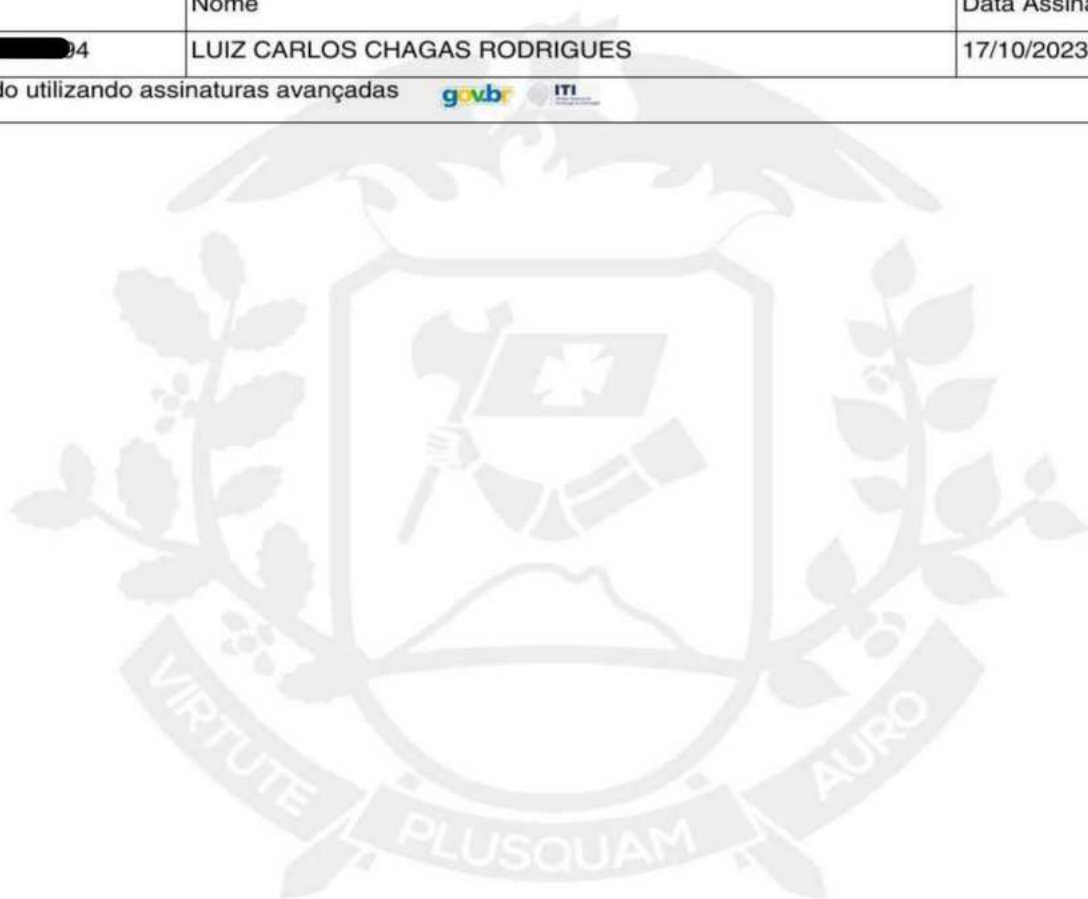 Nome Data Assina
94 LUIZ CARLOS CHAGAS RODRIGUES 17/10/2023
do utilizando assinaturas avançadas gov.br ITI
VIRTUTE PLUSQUAM AURO